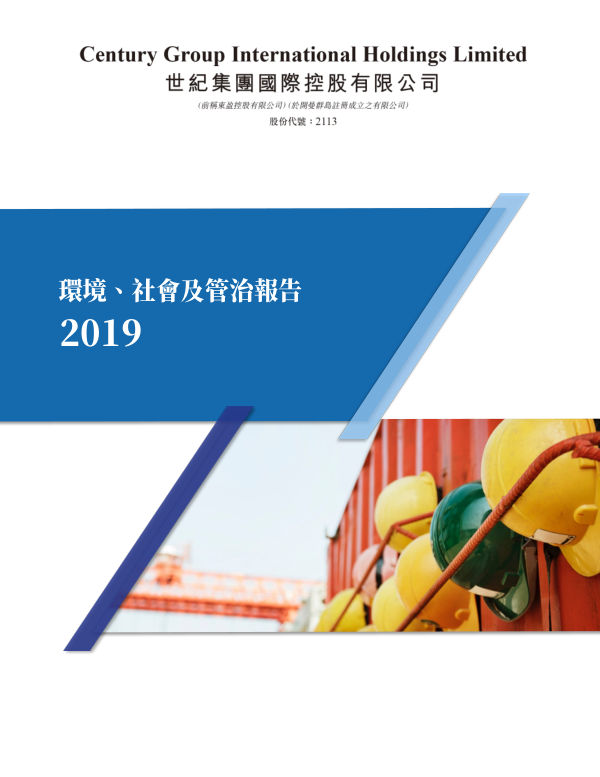 Century Group International Holdings Limited
世紀集團國際控股有限公司
(前稱東盈控股有限公司)(於開曼群島註冊成立之有限公司)
股份代號：2113
環境、社會及管治報告
2019